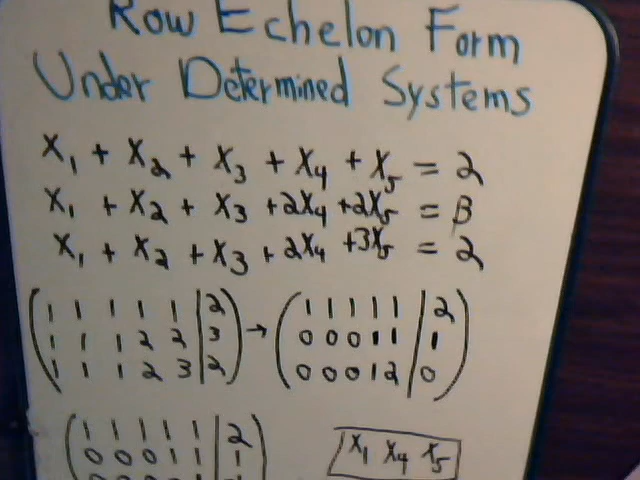 Row Echelon Form
Under Determined Systems
x₁ + x₂ + x₃ + x₄ + x₅ = 2
x₁ + x₂ + x₃ + 2x₄ + 2x₅ = 3
x₁ + x₂ + x₃ + 2x₄ + 3x₅ = 2
( 1 1 1 1 1 | 2 ) → ( 1 1 1 1 1 | 2 )
( 1 1 1 2 2 | 3 ) ( 0 0 0 1 1 | 1 )
( 1 1 1 2 3 | 2 ) ( 0 0 0 1 2 | 0 )
( 1 1 1 1 1 | 2 ) x₁ x₄ x₅
( 0 0 0 1 1 | 1 )